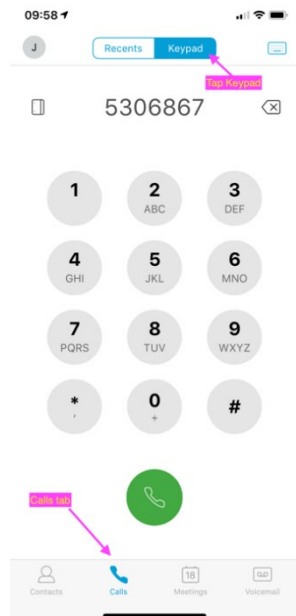 09:58
J
Recents
Keypad
Tap Keypad
5306867
1
2
ABC
3
DEF
4
GHI
5
JKL
6
MNO
7
PQRS
8
TUV
9
WXYZ
*
,
0
+
#
Calls tab
18
Contacts
Calls
Meetings
Voicemail